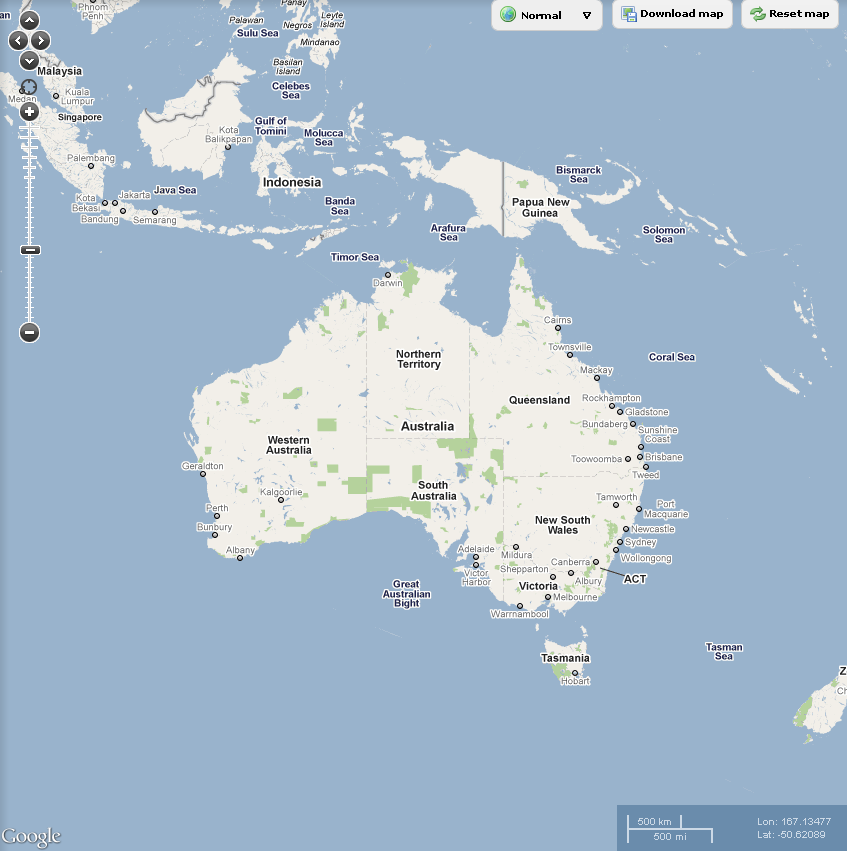 Normal
Download map
Reset map
Phnom
Palawan
Panay
Negros
Leyte
Island
Sulu Sea
Mindanao
Basilan
Island
Malaysia
Medan
Kuala
Lumpur
Celebes
Sea
Singapore
Gulf of
Tomini
Molucca
Sea
Kota
Balikpapan
Palembang
Indonesia
Bismarck
Sea
Java Sea
Kota
Bekasi
Jakarta
Bandung
Semarang
Banda
Sea
Papua New
Guinea
Arafura
Sea
Solomon
Sea
Timor Sea
Darwin
Cairns
Northern
Territory
Townsville
Coral Sea
Mackay
Queensland
Rockhampton
Gladstone
Bundaberg
Australia
Sunshine
Coast
Western
Australia
Toowoomba
Brisbane
Tweed
Geraldton
Kalgoorlie
South
Australia
Tamworth
Port
Macquarie
Perth
Bunbury
New South
Wales
Newcastle
Sydney
Albany
Adelaide
Mildura
Canberra
Wollongong
Victor
Harbor
Shepparton
Albury
ACT
Great
Australian
Bight
Victoria
Melbourne
Warrnambool
Tasmania
Hobart
Tasman
Sea
Google
500 km
500 mi
Lon: 167.13477
Lat: -50.62089